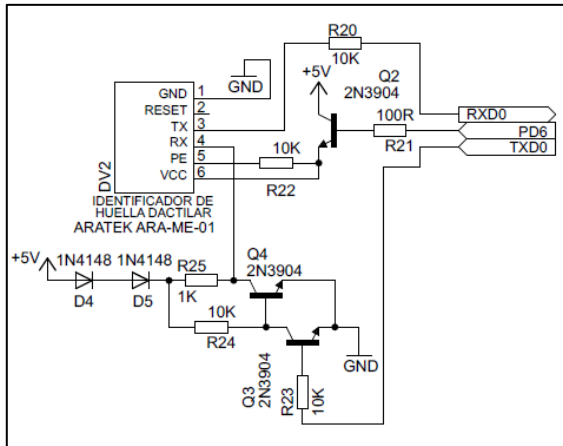 R20
10K
+5V
Q2
2N3904
GND 1
RESET 2
TX 3
RX 4
PE 5
VCC 6
GND
DV2
100R
R21
RXD0
PD6
TXD0
10K
R22
IDENTIFICADOR DE
HUELLA DACTILAR
ARATEK ARA-ME-01
+5V
1N4148
1N4148
D4
D5
R25
1K
Q4
2N3904
10K
R24
GND
Q3
2N3904
R23
10K